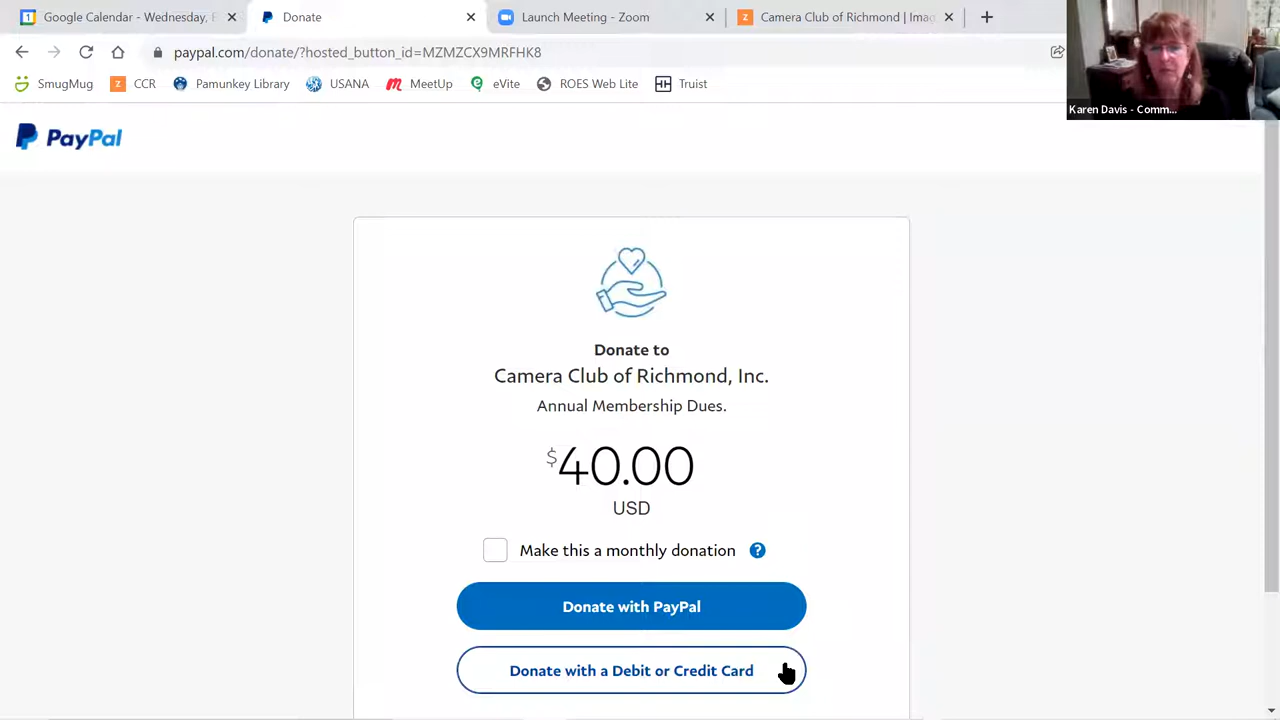 Google Calendar - Wednesday,
Donate
Launch Meeting - Zoom
Camera Club of Richmond | Imag
paypal.com/donate/?hosted_button_id=MZMZCX9MRFHK8
SmugMug
CCR
Pamunkey Library
USANA
MeetUp
eVite
ROES Web Lite
Truist
Karen Davis - Comm...
PayPal
Donate to
Camera Club of Richmond, Inc.
Annual Membership Dues.
$40.00
USD
Make this a monthly donation ?
Donate with PayPal
Donate with a Debit or Credit Card